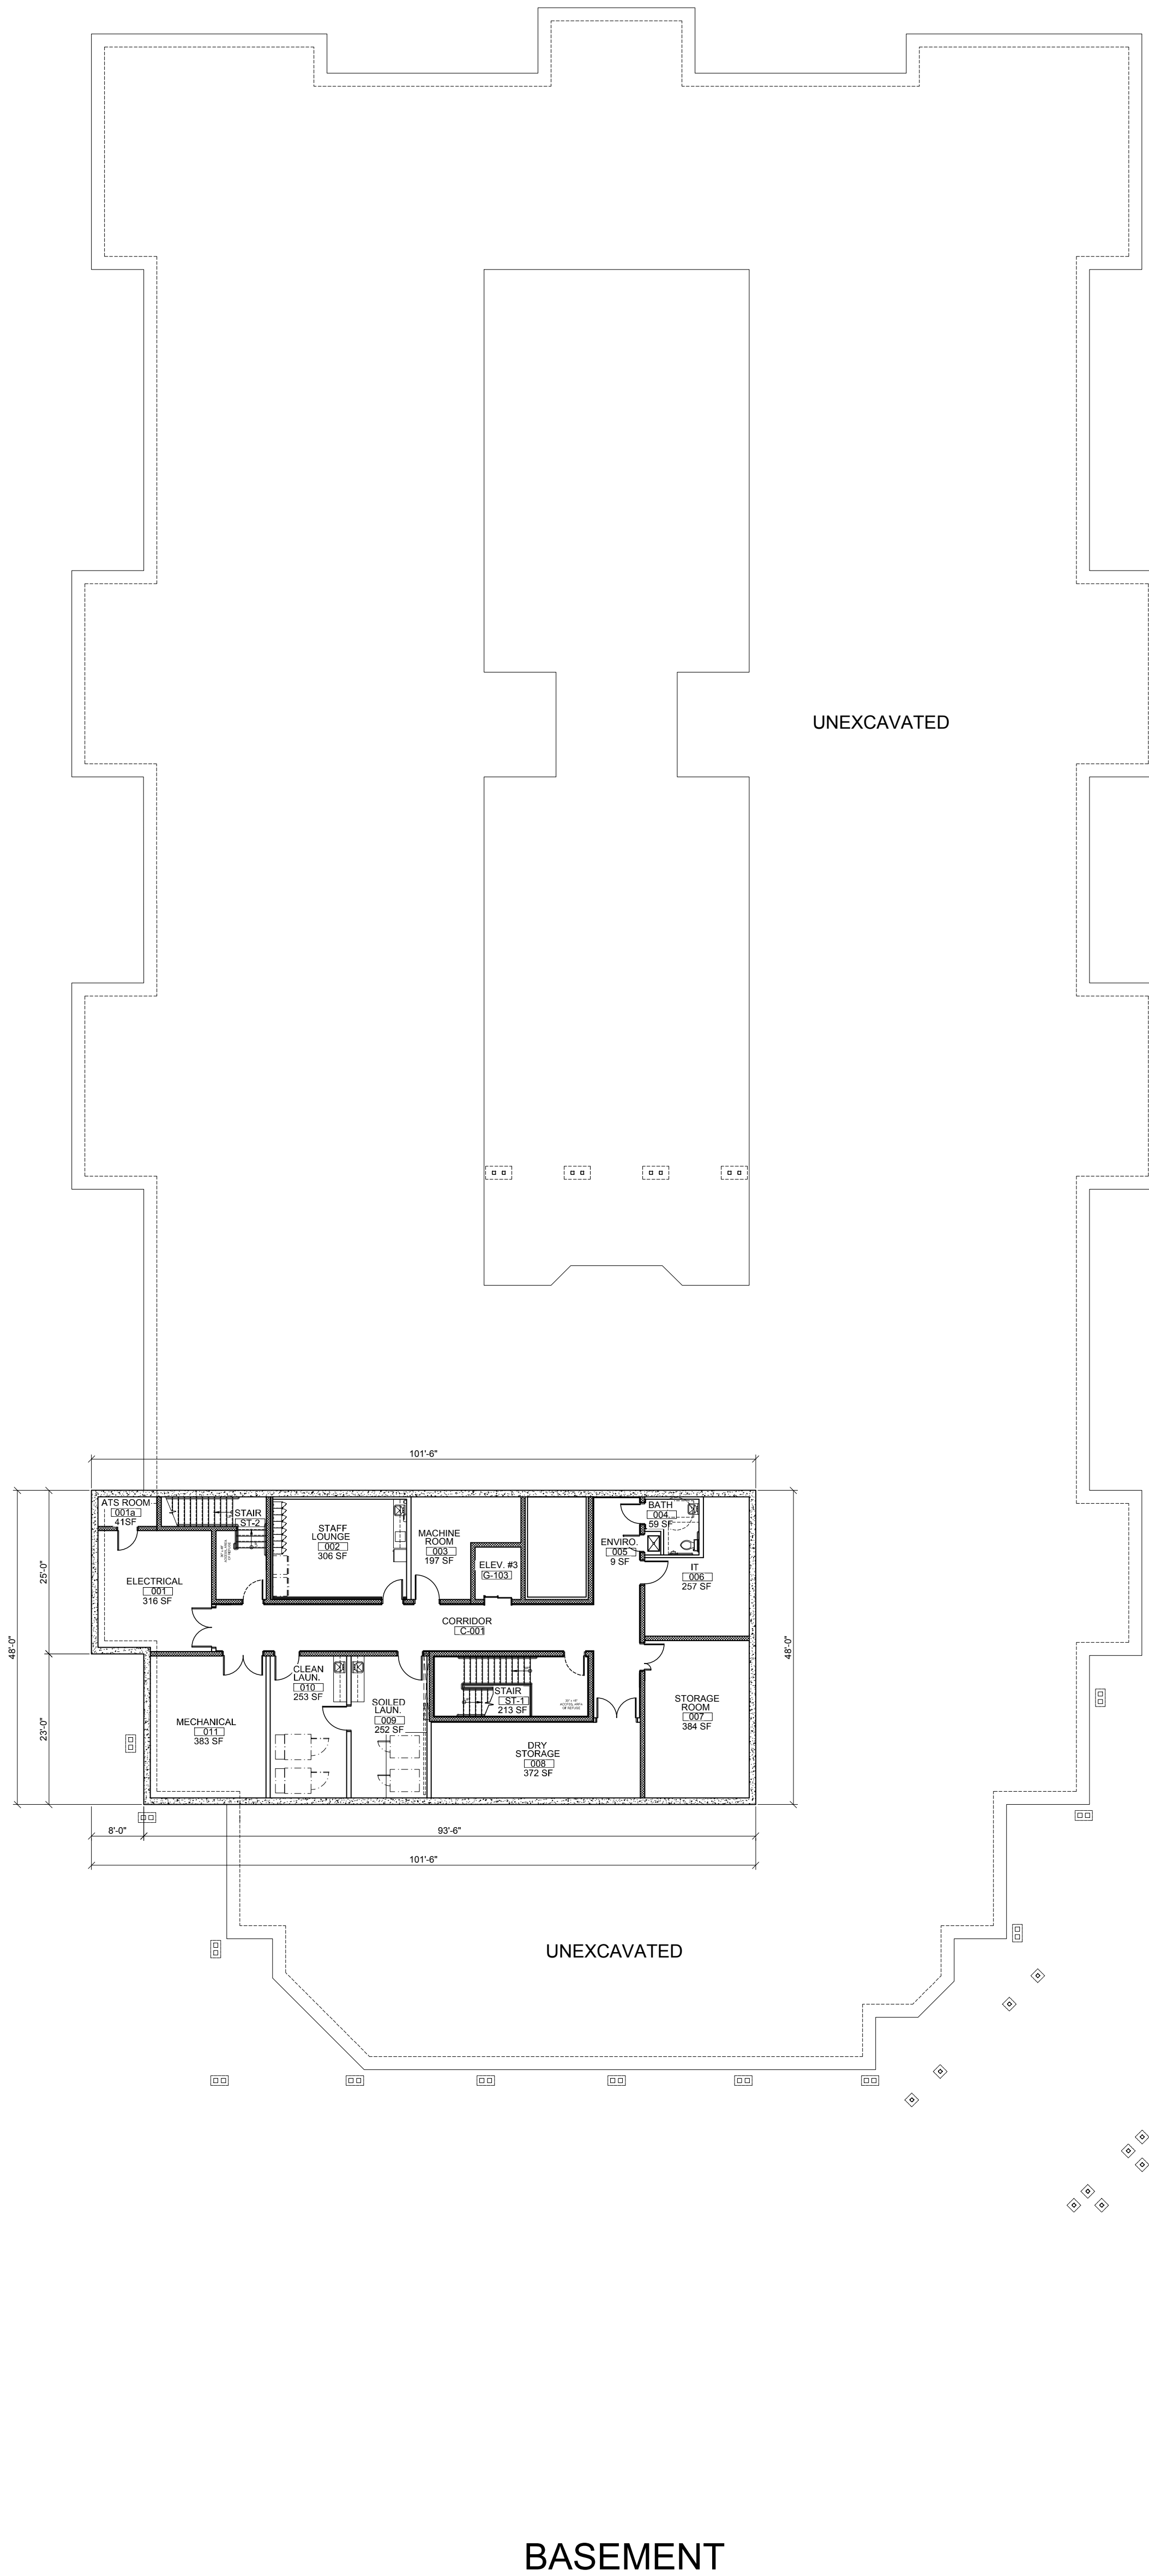 UNEXCAVATED
101'-6"
48'-0"
25'-0"
23'-0"
48'-0"
ATS ROOM
001a
41SF
STAIR
ST-2
STAFF
LOUNGE
002
306 SF
MACHINE
ROOM
003
197 SF
ELEV. #3
G-103
BATH
004
59 SF
ENVIRO.
005
9 SF
IT
006
257 SF
ELECTRICAL
001
316 SF
CORRIDOR
C-001
CLEAN
LAUN.
010
253 SF
SOILED
LAUN.
009
252 SF
STAIR
ST-1
213 SF
STORAGE
ROOM
007
384 SF
MECHANICAL
011
383 SF
DRY
STORAGE
008
372 SF
8'-0"
93'-6"
101'-6"
UNEXCAVATED
BASEMENT